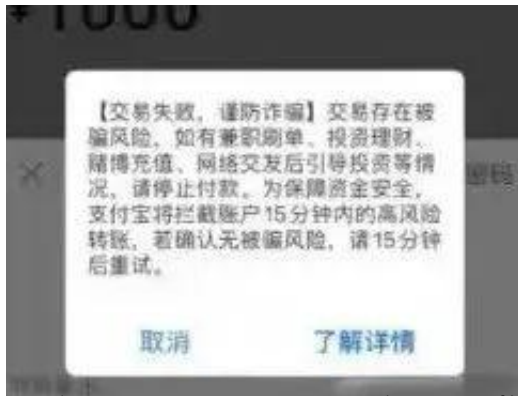 ¥1000
【交易失败，谨防诈骗】交易存在被
骗风险，如有兼职刷单、投资理财、
赌博充值、网络交友后引导投资等情
况，请停止付款。为保障资金安全，
支付宝将拦截账户15分钟内的高风险
转账，若确认无被骗风险，请15分钟
后重试。
密码
取消
了解详情